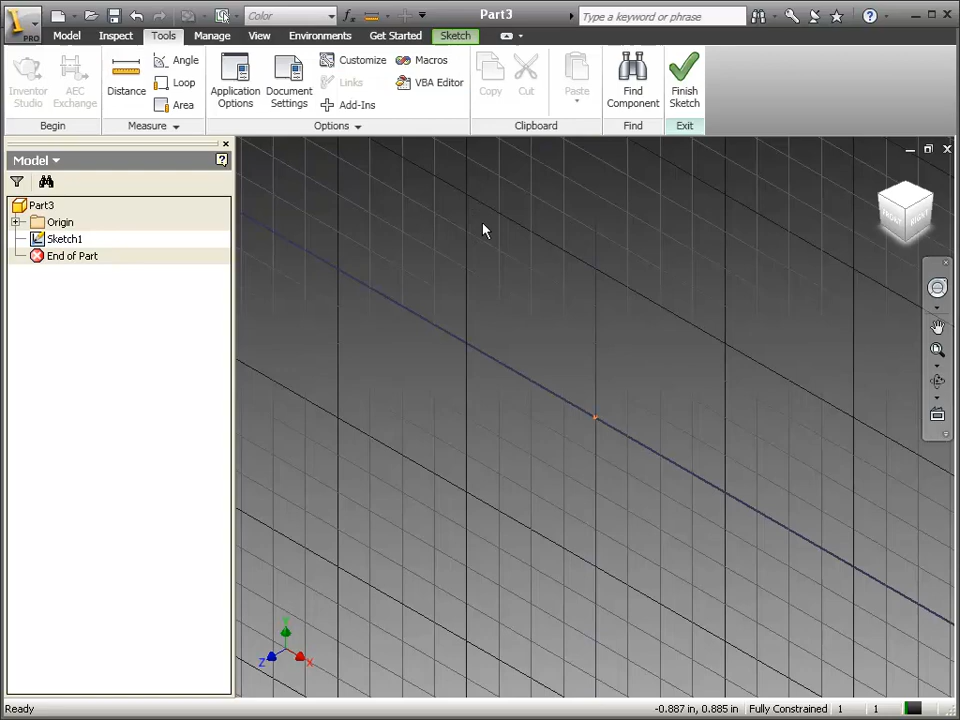 PRO
Color
fx
Part3
Type a keyword or phrase
Model Inspect Tools Manage View Environments Get Started Sketch
Inventor Studio
AEC Exchange
Begin
Distance
Angle
Loop
Area
Measure
Application Options
Document Settings
Customize
Links
Add-Ins
Macros
VBA Editor
Options
Copy
Cut
Paste
Clipboard
Find Component
Find
Finish Sketch
Exit
Model
Part3
Origin
Sketch1
End of Part
FRONT
RIGHT
Y
Z
X
Ready
-0.887 in, 0.885 in Fully Constrained 1 1